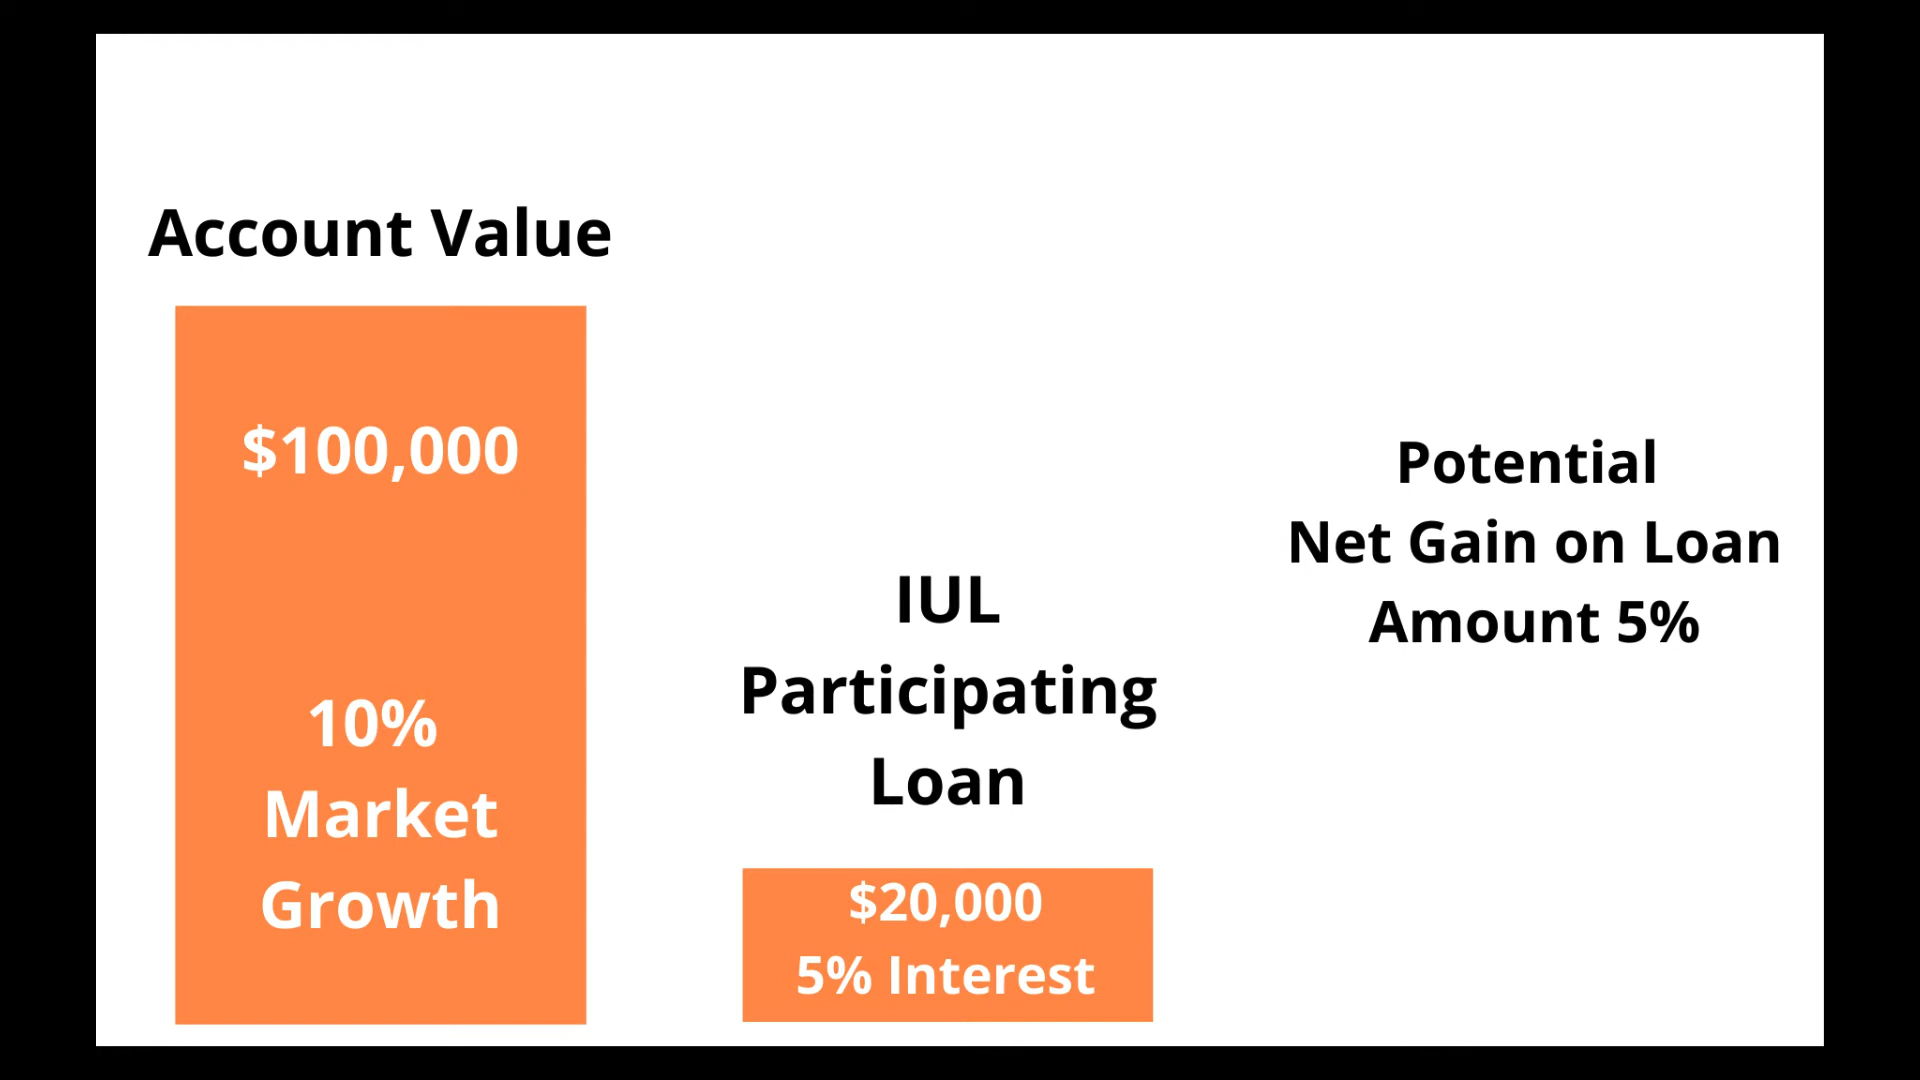 Account Value
$100,000
10%
Market
Growth
IUL
Participating
Loan
$20,000
5% Interest
Potential
Net Gain on Loan
Amount 5%